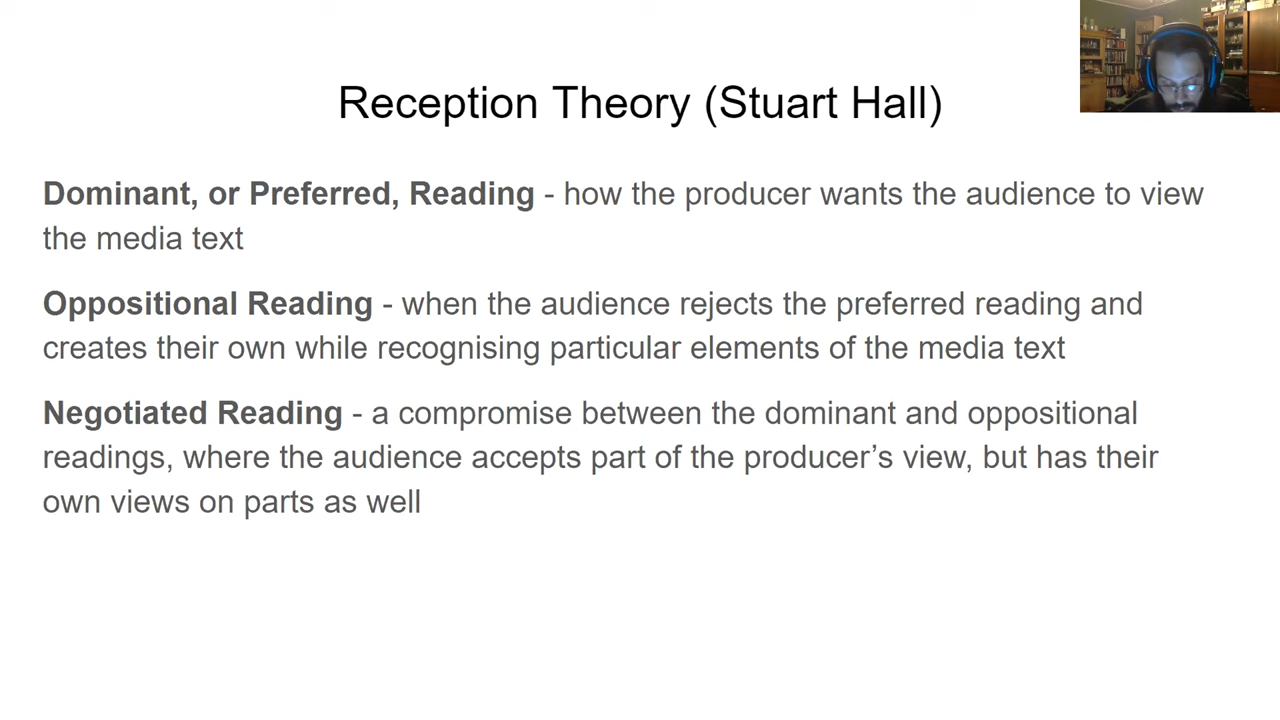 Reception Theory (Stuart Hall)
Dominant, or Preferred, Reading - how the producer wants the audience to view
the media text
Oppositional Reading - when the audience rejects the preferred reading and
creates their own while recognising particular elements of the media text
Negotiated Reading - a compromise between the dominant and oppositional
readings, where the audience accepts part of the producer’s view, but has their
own views on parts as well